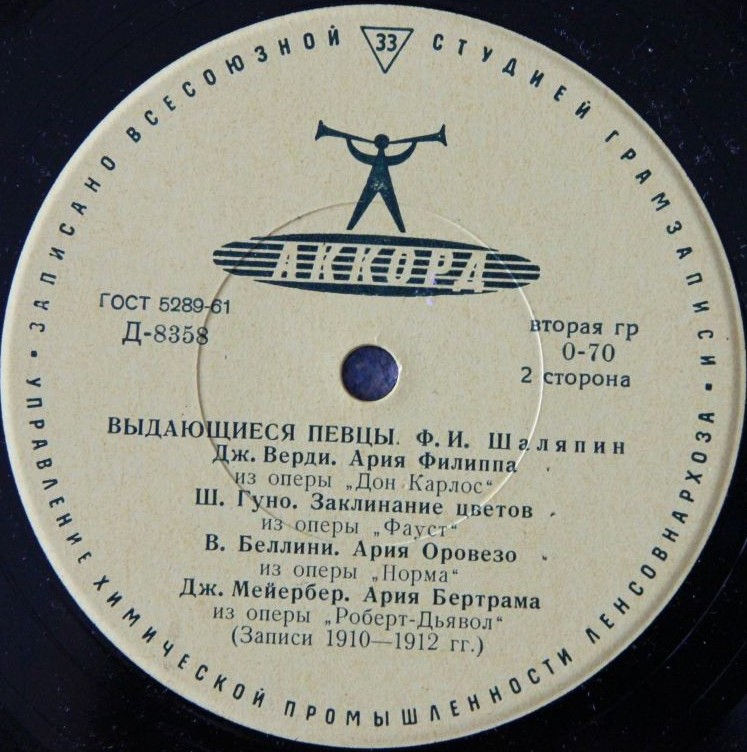 ЗАПИСАНО ВСЕСОЮЗНОЙ 33 СТУДИЕЙ ГРАМЗАПИСИ
АККОРД
ГОСТ 5289-61
Д-8358
вторая гр
0-70
2 сторона
ВЫДАЮЩИЕСЯ ПЕВЦЫ. Ф. И. Шаляпин
Дж. Верди. Ария Филиппа
из оперы „Дон Карлос“
Ш. Гуно. Заклинание цветов
из оперы „Фауст“
В. Беллини. Ария Оровезо
из оперы „Норма“
Дж. Мейербер. Ария Бертрама
из оперы „Роберт-Дьявол“
(Записи 1910—1912 гг.)
УПРАВЛЕНИЕ ХИМИЧЕСКОЙ ПРОМЫШЛЕННОСТИ ЛЕНСОВНАРХОЗА